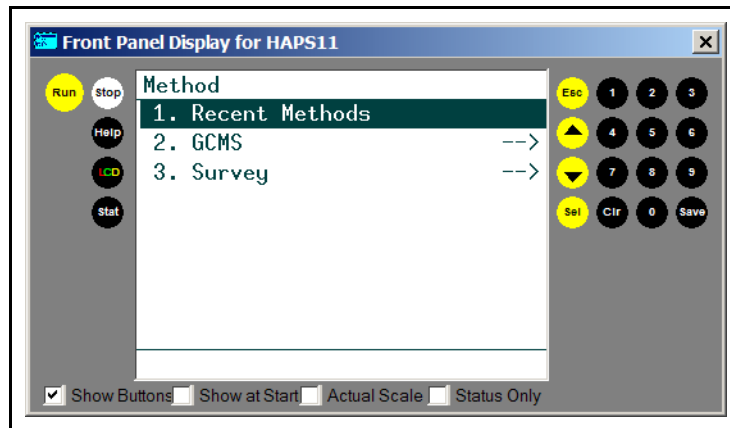 Front Panel Display for HAPS11
Run Stop Method Esc 1 2 3
1. Recent Methods
Help 2. GCMS --> 4 5 6
LCD 3. Survey --> 7 8 9
Stat Sel Clr 0 Save
Show Buttons Show at Start Actual Scale Status Only